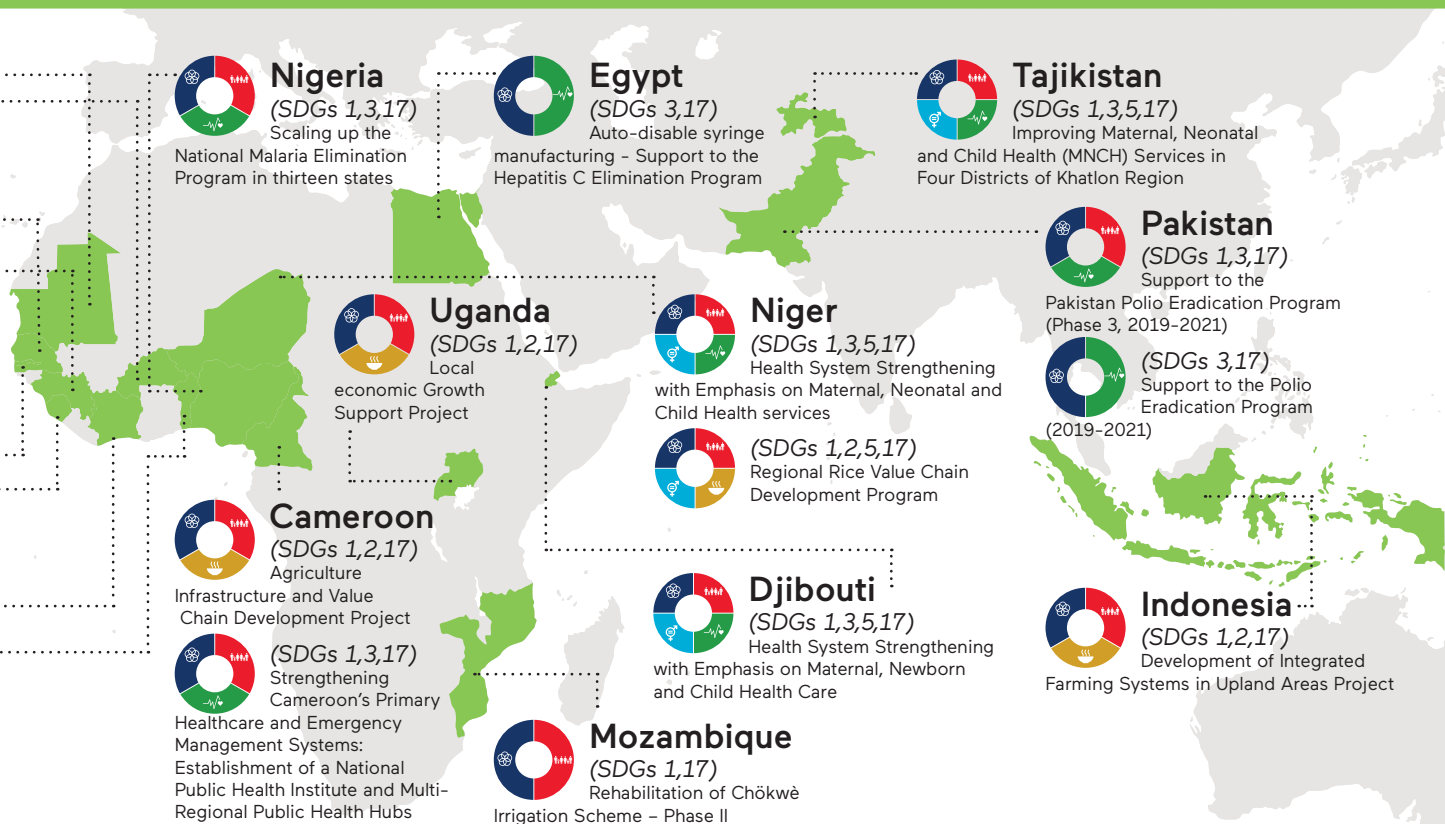 Nigeria
(SDGs 1,3,17)
Scaling up the
National Malaria Elimination
Program in thirteen states
Egypt
(SDGs 3,17)
Auto-disable syringe
manufacturing - Support to the
Hepatitis C Elimination Program
Tajikistan
(SDGs 1,3,5,17)
Improving Maternal, Neonatal
and Child Health (MNCH) Services in
Four Districts of Khatlon Region
Pakistan
(SDGs 1,3,17)
Support to the
Pakistan Polio Eradication Program
(Phase 3, 2019-2021)
(SDGs 3,17)
Support to the Polio
Eradication Program
(2019-2021)
Uganda
(SDGs 1,2,17)
Local
economic Growth
Support Project
Niger
(SDGs 1,3,5,17)
Health System Strengthening
with Emphasis on Maternal, Neonatal and
Child Health services
(SDGs 1,2,5,17)
Regional Rice Value Chain
Development Program
Cameroon
(SDGs 1,2,17)
Agriculture
Infrastructure and Value
Chain Development Project
(SDGs 1,3,17)
Strengthening
Cameroon's Primary
Healthcare and Emergency
Management Systems:
Establishment of a National
Public Health Institute and Multi-
Regional Public Health Hubs
Djibouti
(SDGs 1,3,5,17)
Health System Strengthening
with Emphasis on Maternal, Newborn
and Child Health Care
Indonesia
(SDGs 1,2,17)
Development of Integrated
Farming Systems in Upland Areas Project
Mozambique
(SDGs 1,17)
Rehabilitation of Chökwè
Irrigation Scheme – Phase II